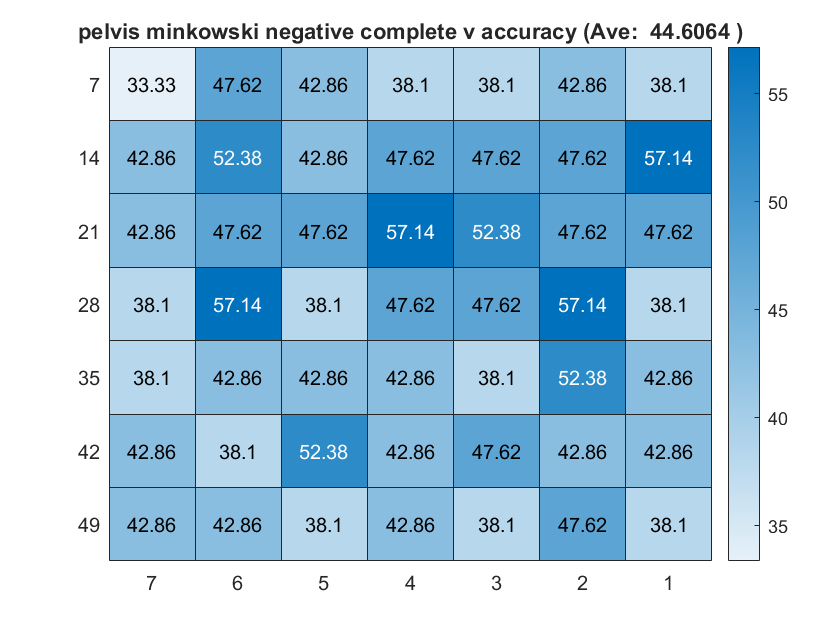 pelvis minkowski negative complete v accuracy (Ave:  44.6064 )
7 33.33 47.62 42.86 38.1 38.1 42.86 38.1
14 42.86 52.38 42.86 47.62 47.62 47.62 57.14
21 42.86 47.62 47.62 57.14 52.38 47.62 47.62
28 38.1 57.14 38.1 47.62 47.62 57.14 38.1
35 38.1 42.86 42.86 42.86 38.1 52.38 42.86
42 42.86 38.1 52.38 42.86 47.62 42.86 42.86
49 42.86 42.86 38.1 42.86 38.1 47.62 38.1
7 6 5 4 3 2 1
55
50
45
40
35